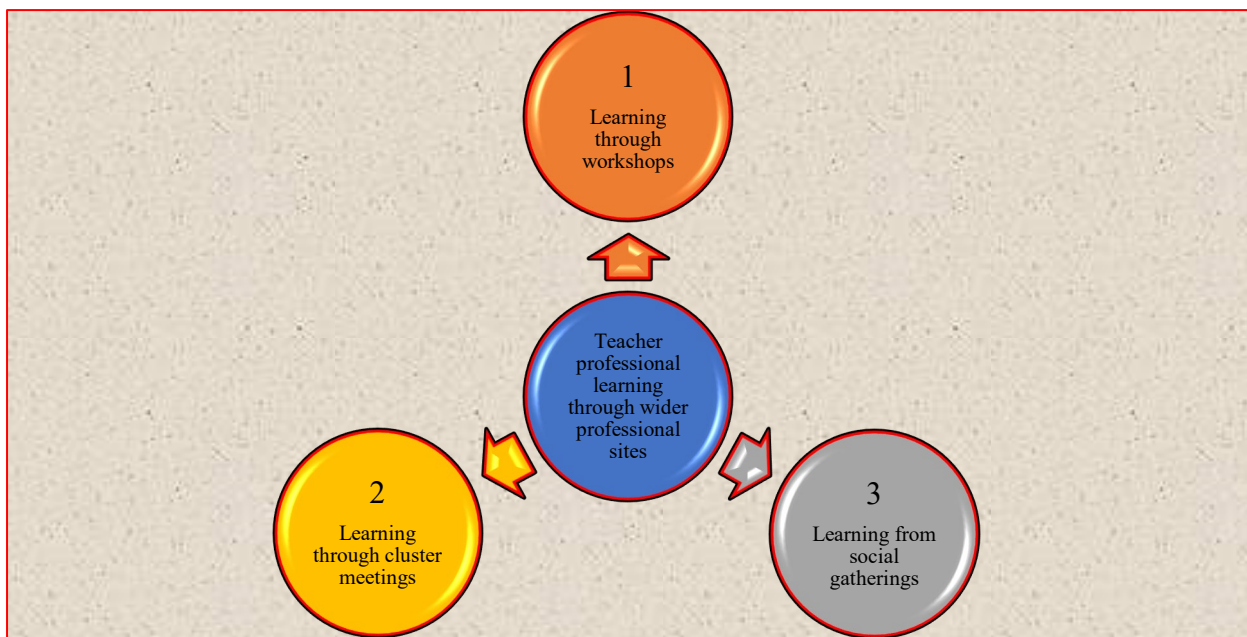 1
Learning
through
workshops
Teacher
professional
learning
through wider
professional
sites
2
Learning
through cluster
meetings
3
Learning from
social
gatherings